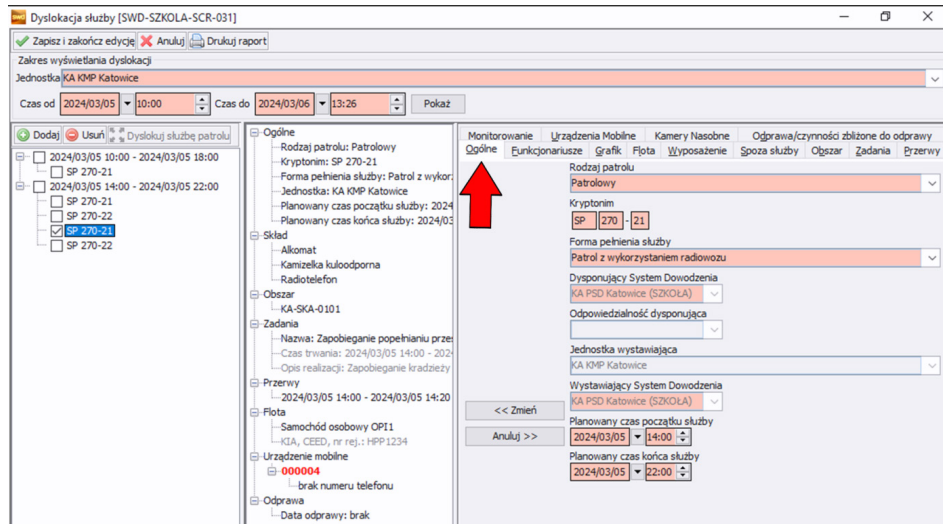 Dyslokacja służby [SWD-SZKOLA-SCR-031]
Zapisz i zakończ edycję Anuluj Drukuj raport
Zakres wyświetlania dyslokacji
Jednostka KA KMP Katowice
Czas od 2024/03/05 10:00 Czas do 2024/03/06 13:26 Pokaż
Dodaj Usuń Dyslokuj służbę patrolu
2024/03/05 10:00 - 2024/03/05 18:00
SP 270-21
2024/03/05 14:00 - 2024/03/05 22:00
SP 270-21
SP 270-22
SP 270-21
SP 270-22
Ogólne
Rodzaj patrolu: Patrolowy
Kryptonim: SP 270-21
Forma pełnienia służby: Patrol z wykor
Jednostka: KA KMP Katowice
Planowany czas początku służby: 2024
Planowany czas końca służby: 2024/03
Skład
Alkomat
Kamizelka kuloodporna
Radiotelefon
Obszar
KA-SKA-0101
Zadania
Nazwa: Zapobieganie popełnianiu prze
Czas trwania: 2024/03/05 14:00 - 202
Opis realizacji: Zapobieganie kradzieży
Przerwy
2024/03/05 14:00 - 2024/03/05 14:20
Flota
Samochód osobowy OPI1
KIA, CEED, nr rej.: HPP1234
Urządzenie mobilne
000004
brak numeru telefonu
Odprawa
Data odprawy: brak
<< Zmień
Anuluj >>
Monitorowanie Urządzenia Mobilne Kamery Nasobne Odprawa/czynności zbliżone do odprawy
Ogólne Funkcjonariusze Grafik Flota Wyposażenie Spoza służby Obszar Zadania Przerwy
Rodzaj patrolu
Patrolowy
Kryptonim
SP 270 - 21
Forma pełnienia służby
Patrol z wykorzystaniem radiowozu
Dysponujący System Dowodzenia
KA PSD Katowice (SZKOŁA)
Odpowiedzialność dysponująca
Jednostka wystawiająca
KA KMP Katowice
Wystawiający System Dowodzenia
KA PSD Katowice (SZKOŁA)
Planowany czas początku służby
2024/03/05 14:00
Planowany czas końca służby
2024/03/05 22:00